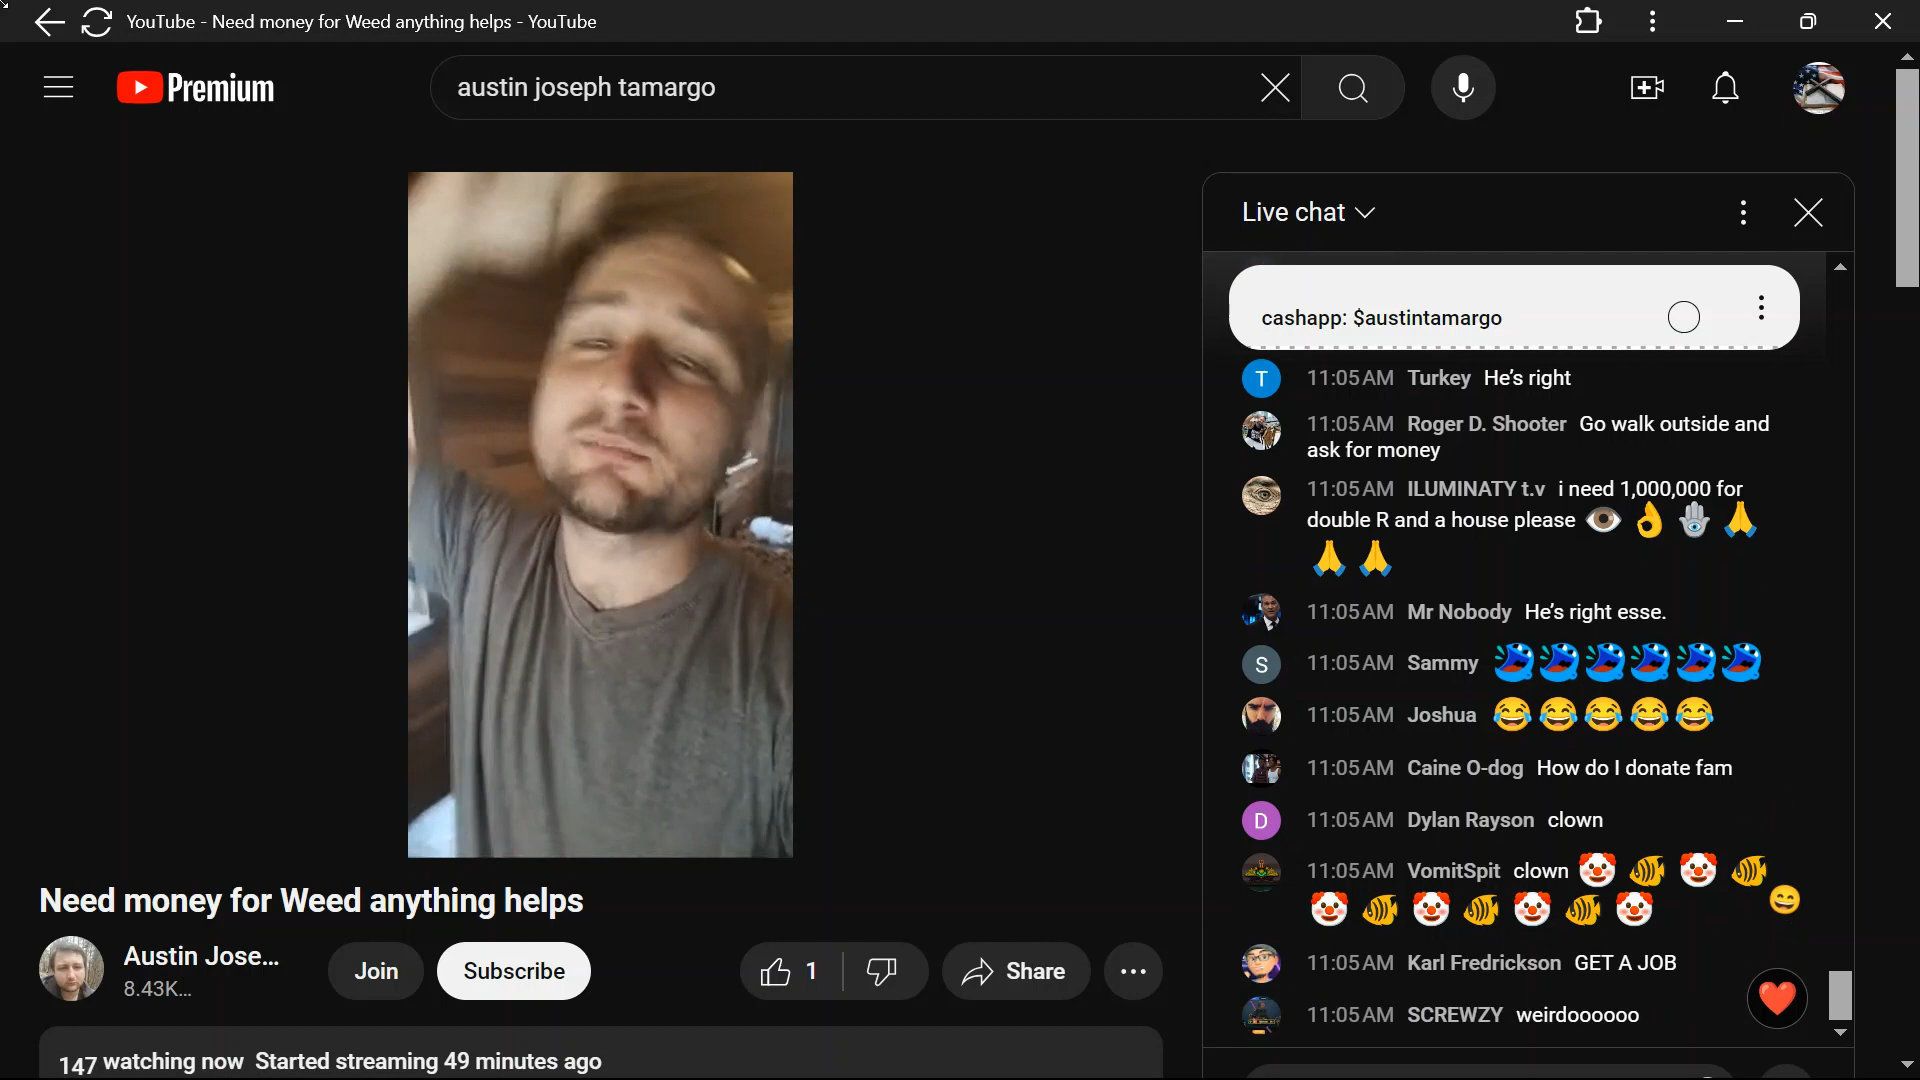 YouTube - Need money for Weed anything helps - YouTube
Premium
austin joseph tamargo
Live chat
cashapp: $austintamargo
T 11:05 AM Turkey He's right
11:05 AM Roger D. Shooter Go walk outside and
ask for money
11:05 AM ILUMINATY t.v i need 1,000,000 for
double R and a house please 👁️ 👌 🪬 🙏
🙏 🙏
11:05 AM Mr Nobody He's right esse.
S 11:05 AM Sammy
11:05 AM Joshua 😂😂😂😂😂
11:05 AM Caine O-dog How do I donate fam
D 11:05 AM Dylan Rayson clown
11:05 AM VomitSpit clown 🤡 🐠 🤡 🐠
🤡 🐠 🤡 🐠 🤡 🐠 🤡
11:05 AM Karl Fredrickson GET A JOB
11:05 AM SCREWZY weirdoooooo
Need money for Weed anything helps
Austin Jose...
8.43K...
Join
Subscribe
1
Share
147 watching now Started streaming 49 minutes ago